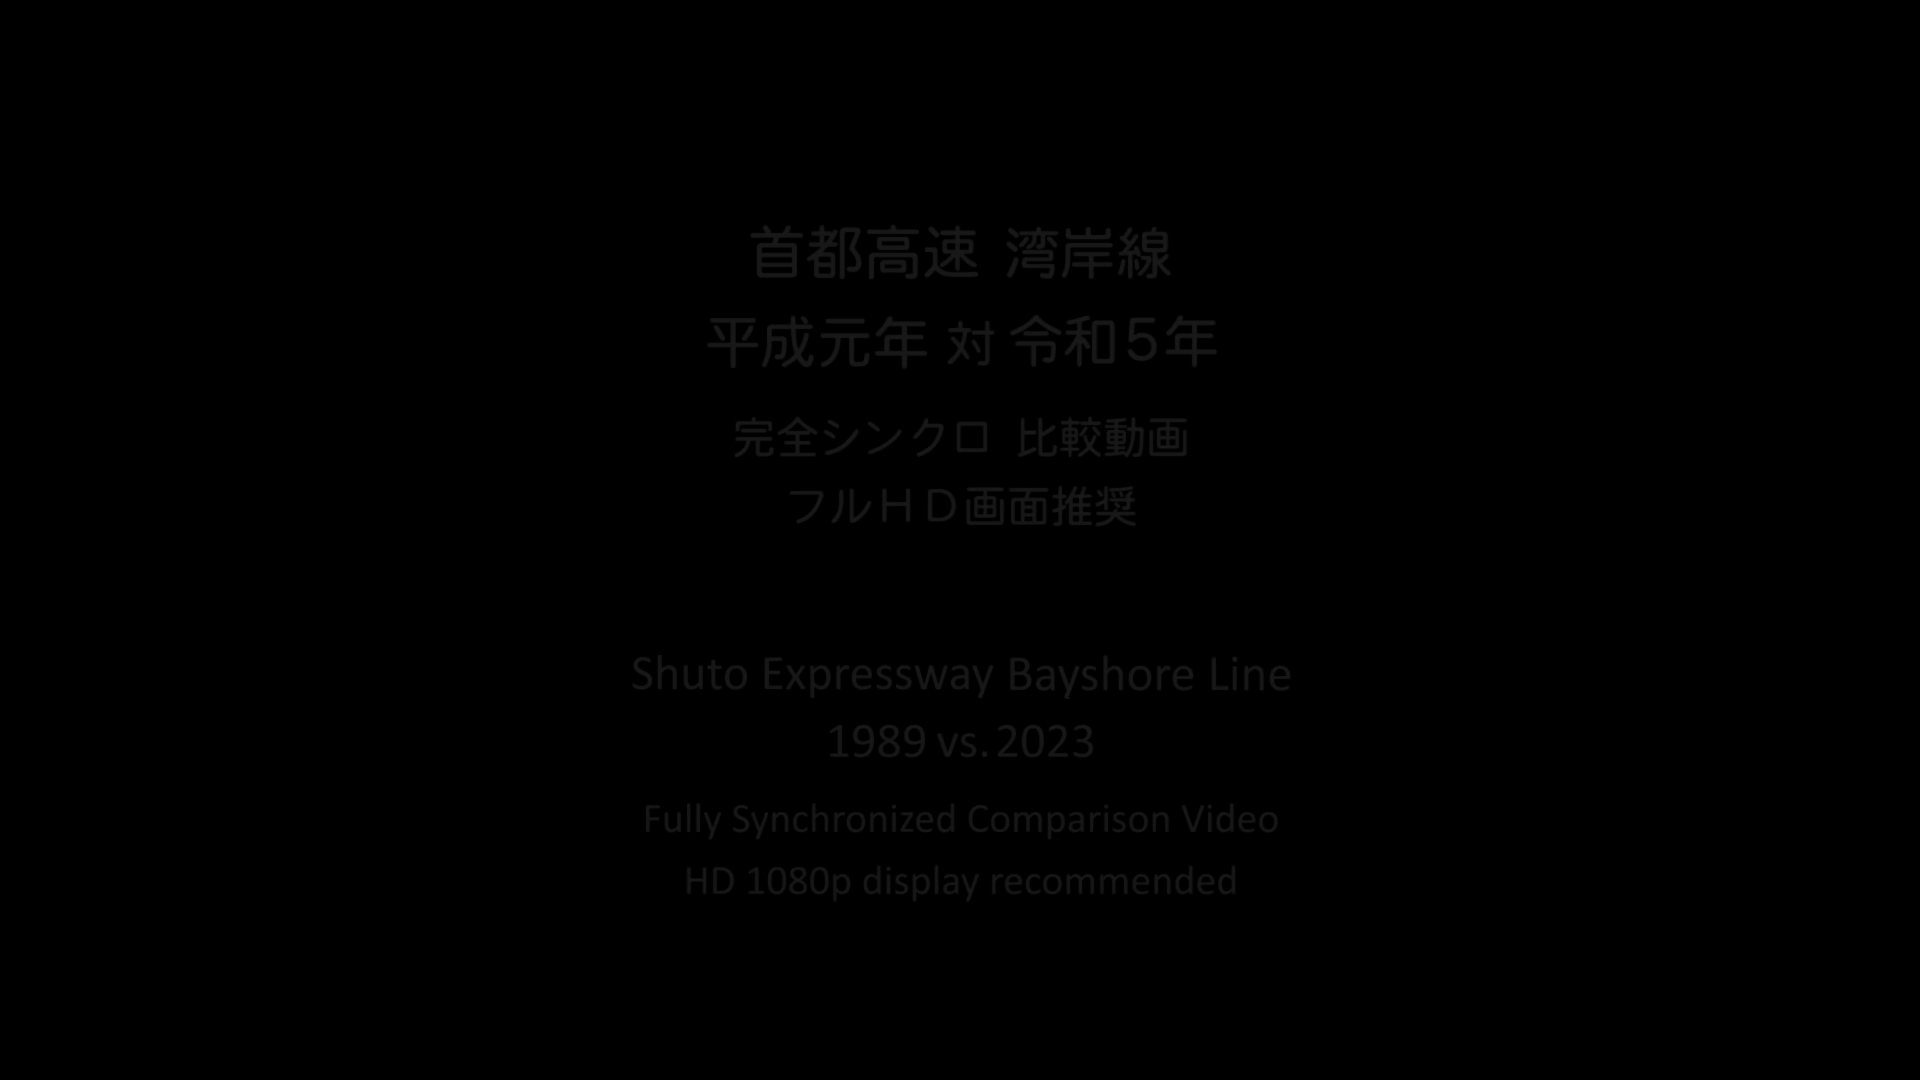 首都高速 湾岸線
平成元年 対 令和５年
完全シンクロ 比較動画
フルＨＤ画面推奨
Shuto Expressway Bayshore Line
1989 vs. 2023
Fully Synchronized Comparison Video
HD 1080p display recommended